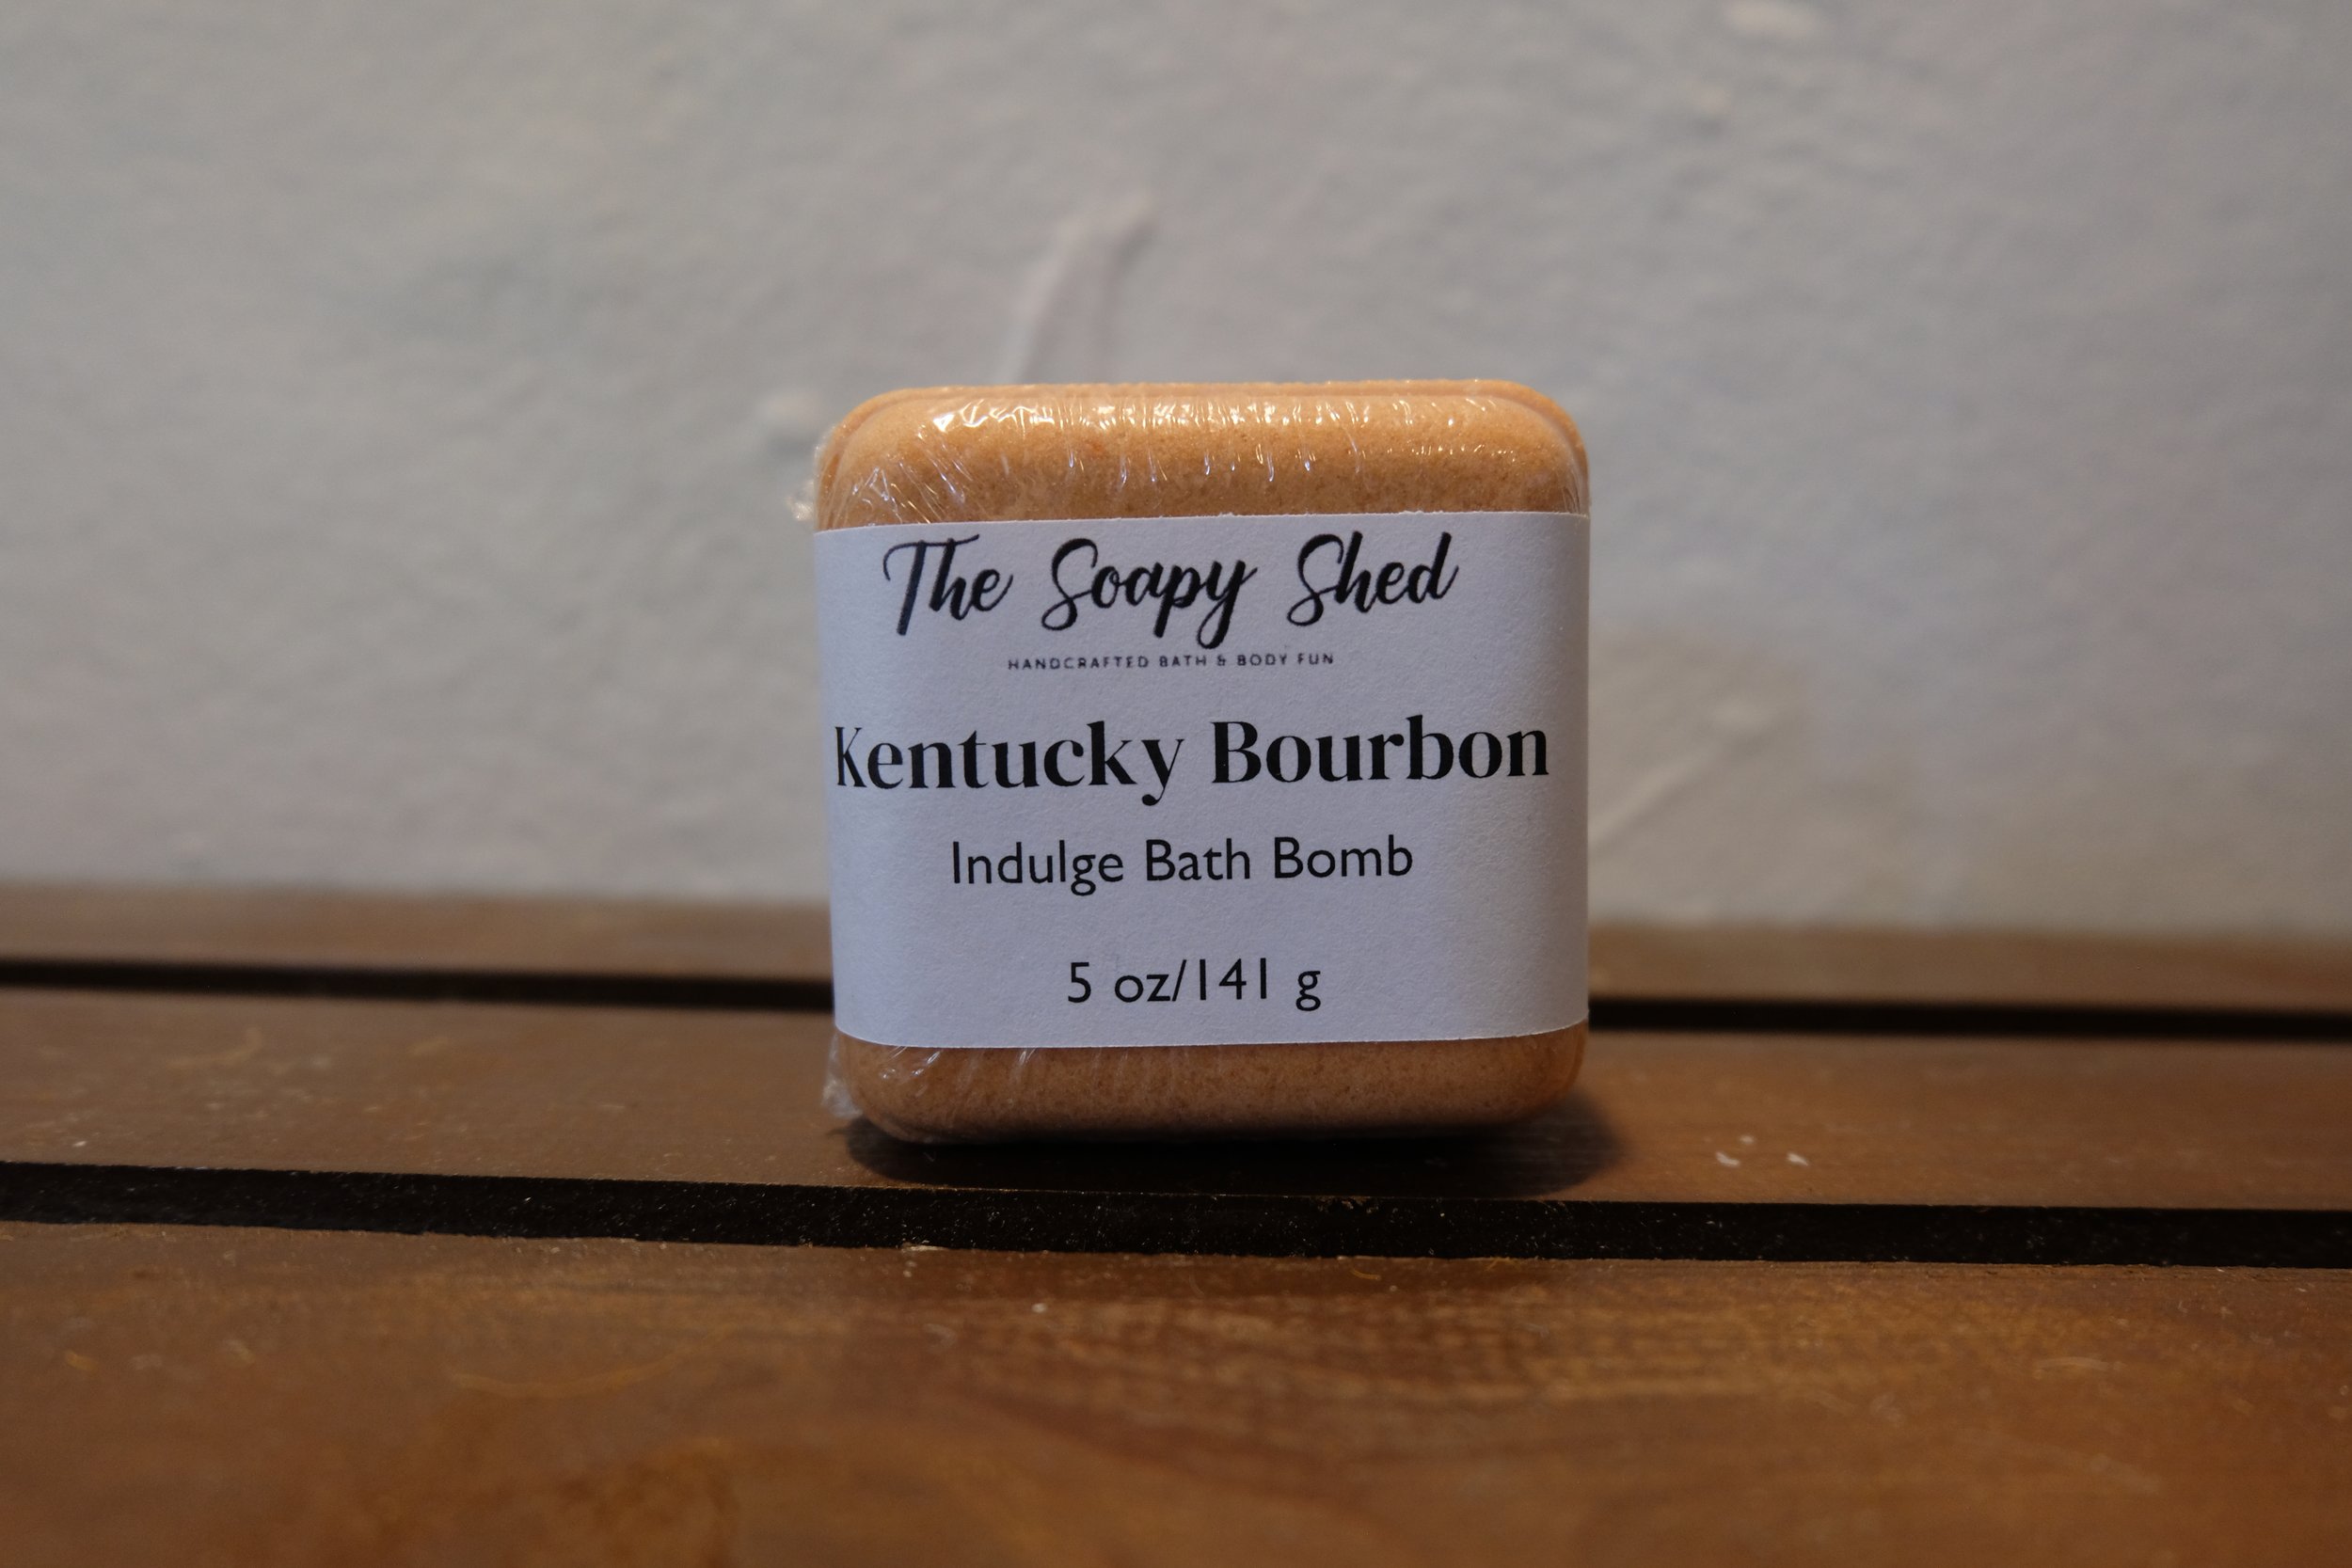 The Soapy Shed
HANDCRAFTED BATH & BODY FUN
Kentucky Bourbon
Indulge Bath Bomb
5 oz/141 g